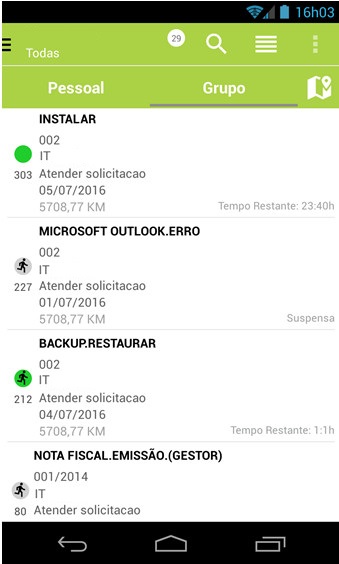 16h03
Todas
29
Pessoal
Grupo
INSTALAR
002
IT
303 Atender solicitacao
05/07/2016
5708,77 KM
Tempo Restante: 23:40h
MICROSOFT OUTLOOK.ERRO
002
IT
227 Atender solicitacao
01/07/2016
5708,77 KM
Suspensa
BACKUP.RESTAURAR
002
IT
212 Atender solicitacao
04/07/2016
5708,77 KM
Tempo Restante: 1:1h
NOTA FISCAL.EMISSÃO.(GESTOR)
001/2014
IT
80 Atender solicitacao